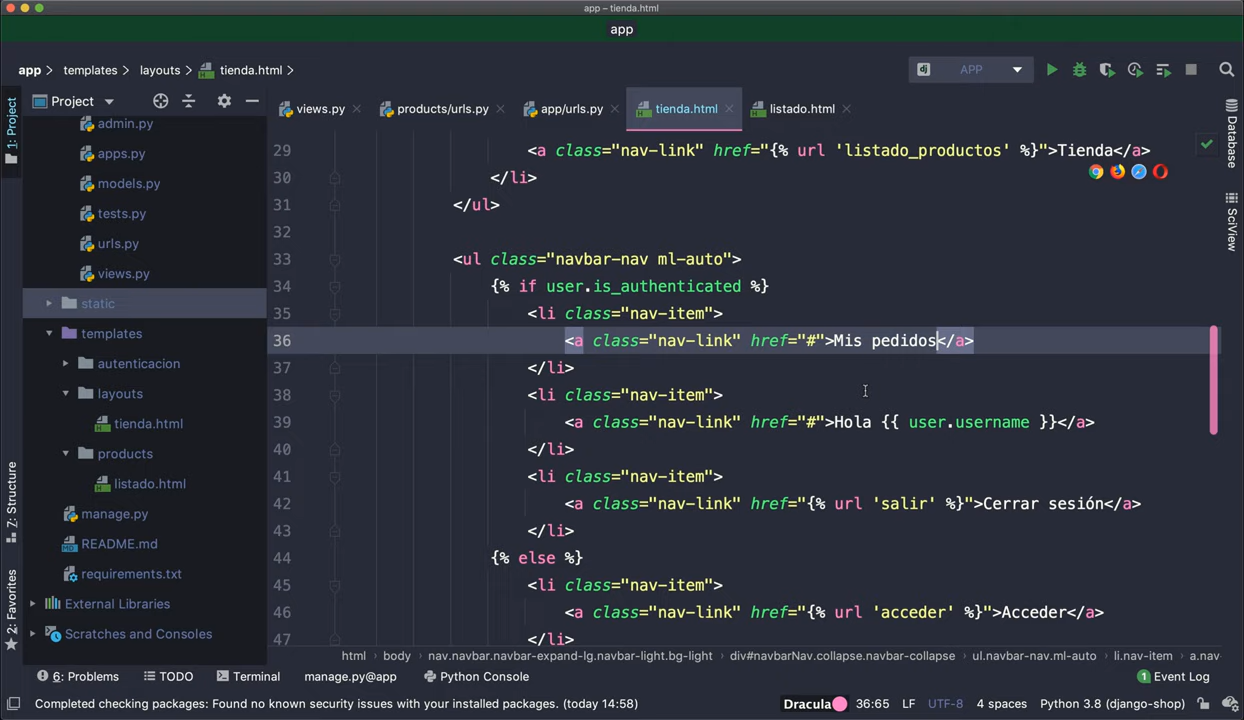 app – tienda.html
app
app templates layouts tienda.html
APP
1: Project
Project
views.py products/urls.py app/urls.py tienda.html listado.html
admin.py
apps.py
models.py
tests.py
urls.py
views.py
static
templates
autenticacion
layouts
tienda.html
products
listado.html
manage.py
README.md
requirements.txt
External Libraries
Scratches and Consoles
29 <a class="nav-link" href="{% url 'listado_productos' %}">Tienda</a>
30 </li>
31 </ul>
32
33 <ul class="navbar-nav ml-auto">
34 {% if user.is_authenticated %}
35 <li class="nav-item">
36 <a class="nav-link" href="#">Mis pedidos</a>
37 </li>
38 <li class="nav-item">
39 <a class="nav-link" href="#">Hola {{ user.username }}</a>
40 </li>
41 <li class="nav-item">
42 <a class="nav-link" href="{% url 'salir' %}">Cerrar sesión</a>
43 </li>
44 {% else %}
45 <li class="nav-item">
46 <a class="nav-link" href="{% url 'acceder' %}">Acceder</a>
47 </li>
Database
SciView
Z: Structure
2: Favorites
html body nav.navbar.navbar-expand-lg.navbar-light.bg-light div#navbarNav.collapse.navbar-collapse ul.navbar-nav.ml-auto li.nav-item a.nav-
6: Problems TODO Terminal manage.py@app Python Console 1 Event Log
Completed checking packages: Found no known security issues with your installed packages. (today 14:58) Dracula 36:65 LF UTF-8 4 spaces Python 3.8 (django-shop)